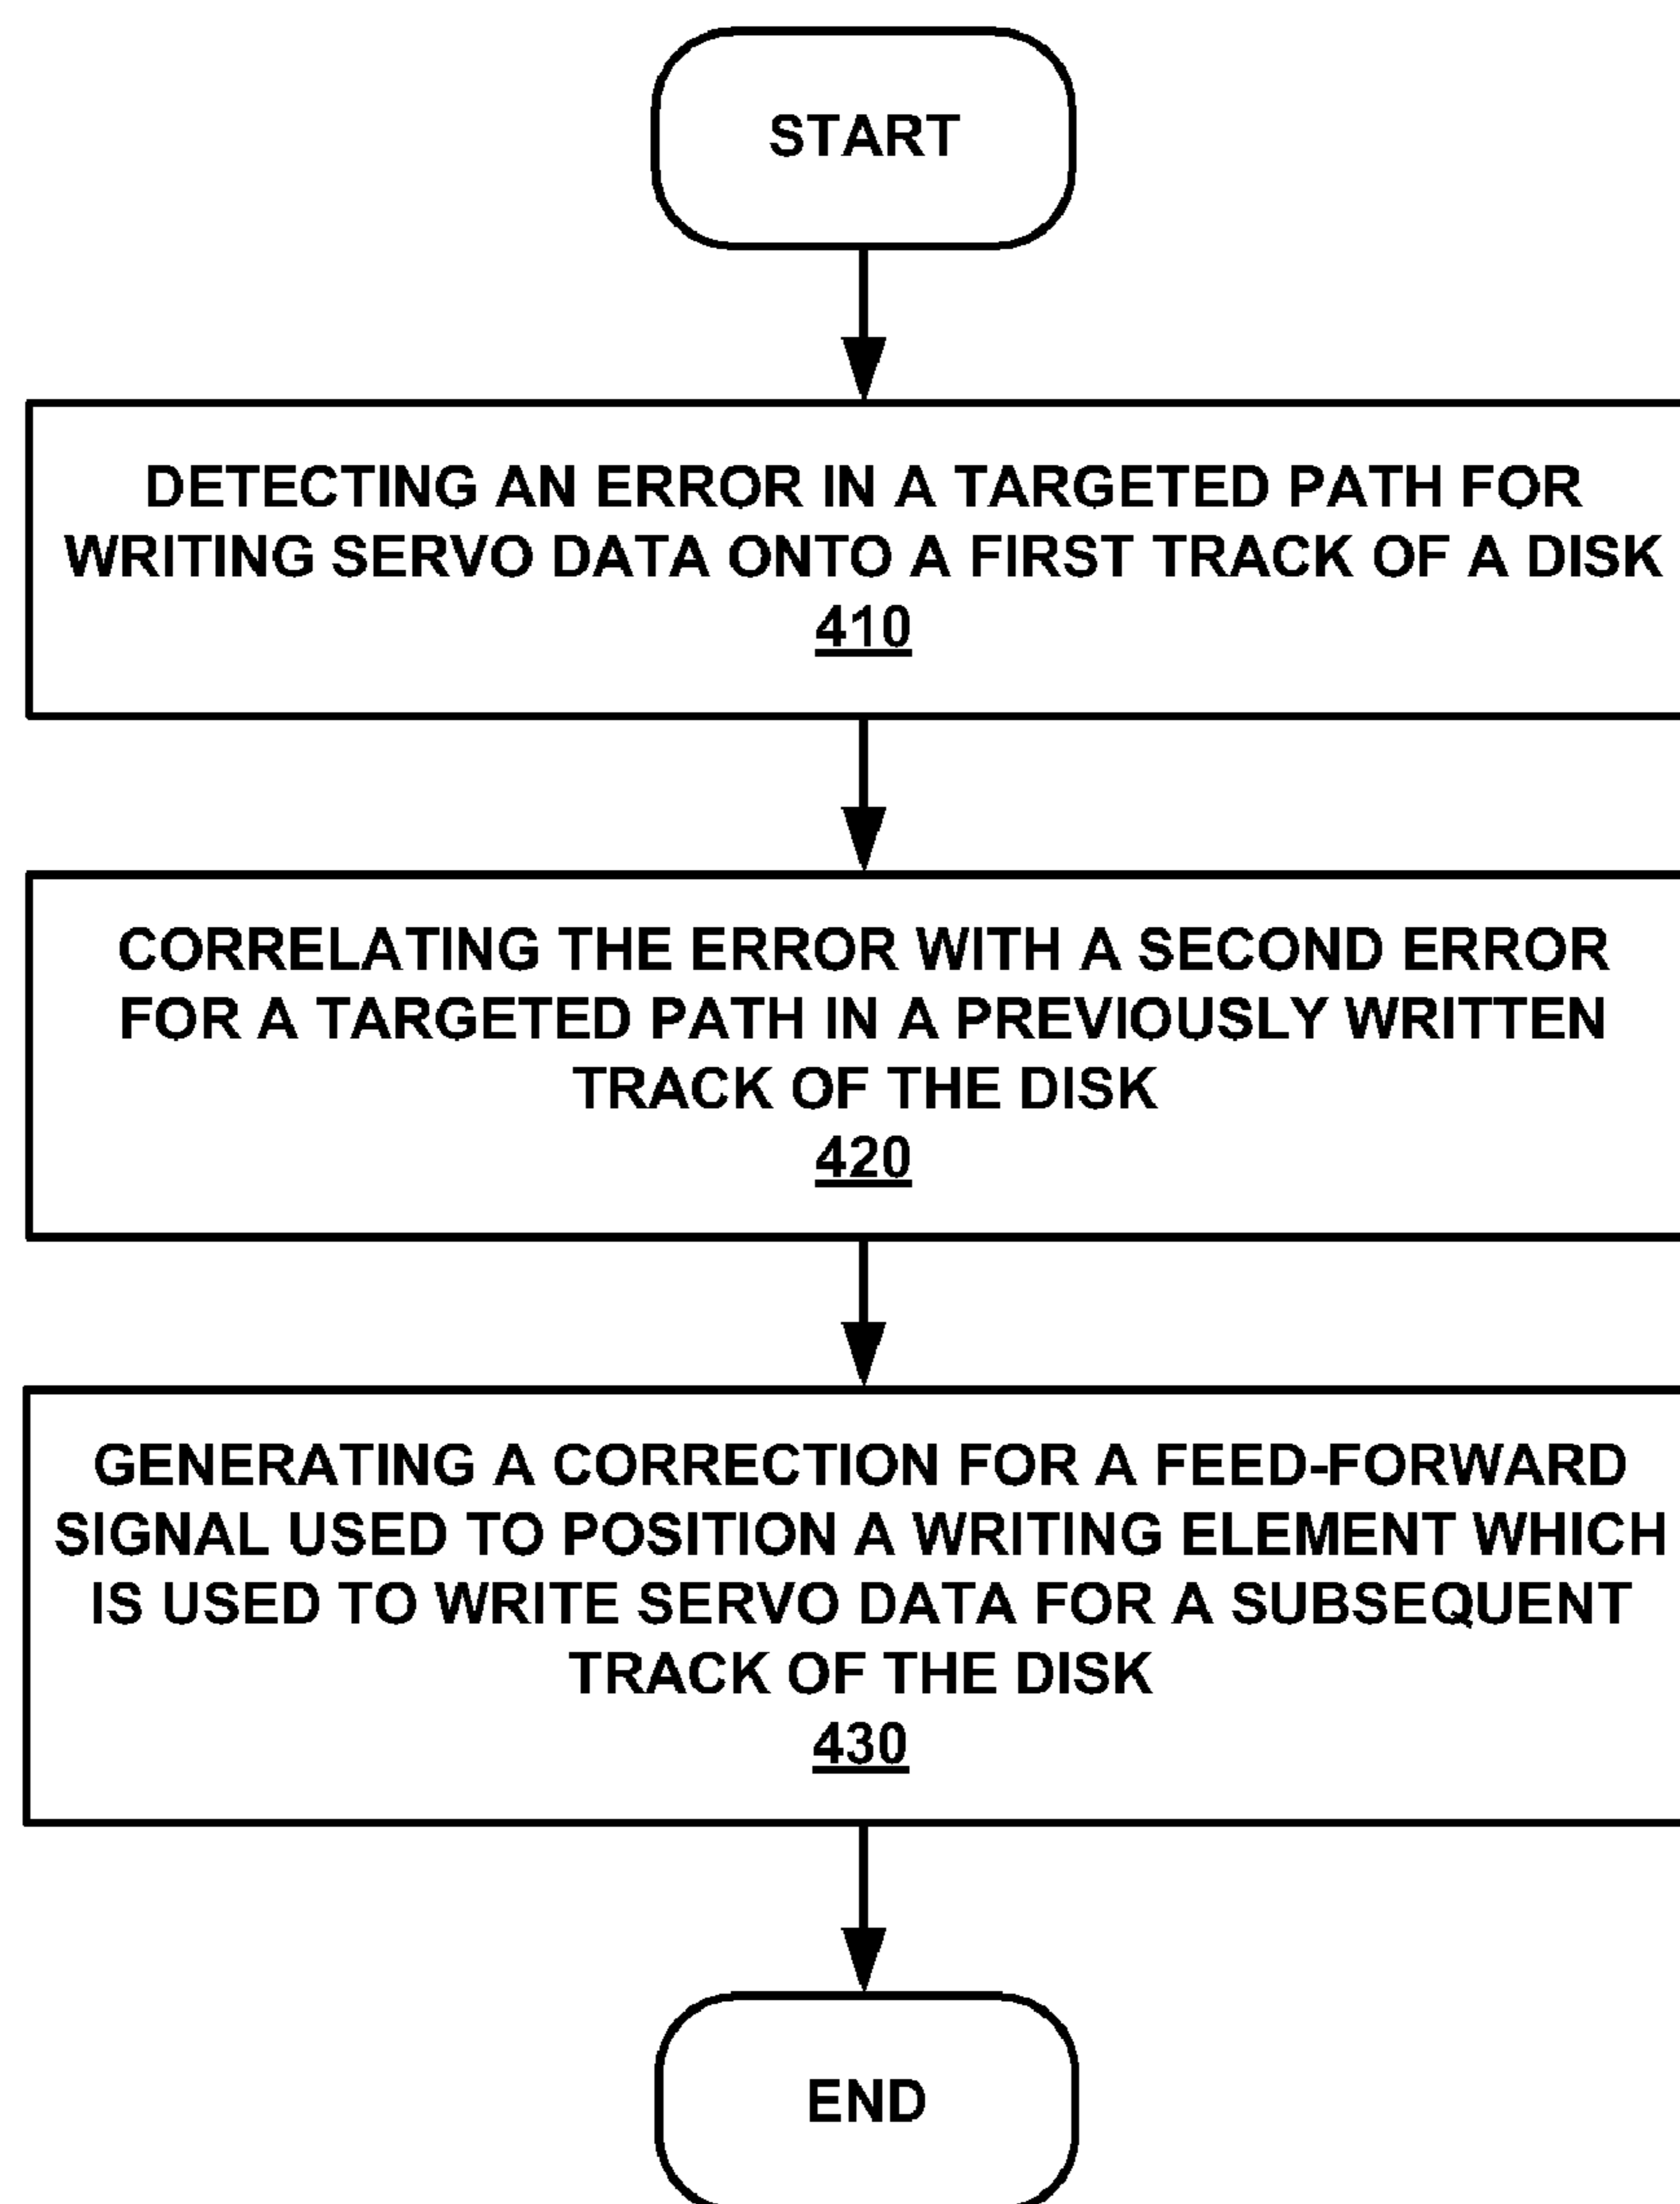 START
DETECTING AN ERROR IN A TARGETED PATH FOR
WRITING SERVO DATA ONTO A FIRST TRACK OF A DISK
410
CORRELATING THE ERROR WITH A SECOND ERROR
FOR A TARGETED PATH IN A PREVIOUSLY WRITTEN
TRACK OF THE DISK
420
GENERATING A CORRECTION FOR A FEED-FORWARD
SIGNAL USED TO POSITION A WRITING ELEMENT WHICH
IS USED TO WRITE SERVO DATA FOR A SUBSEQUENT
TRACK OF THE DISK
430
END